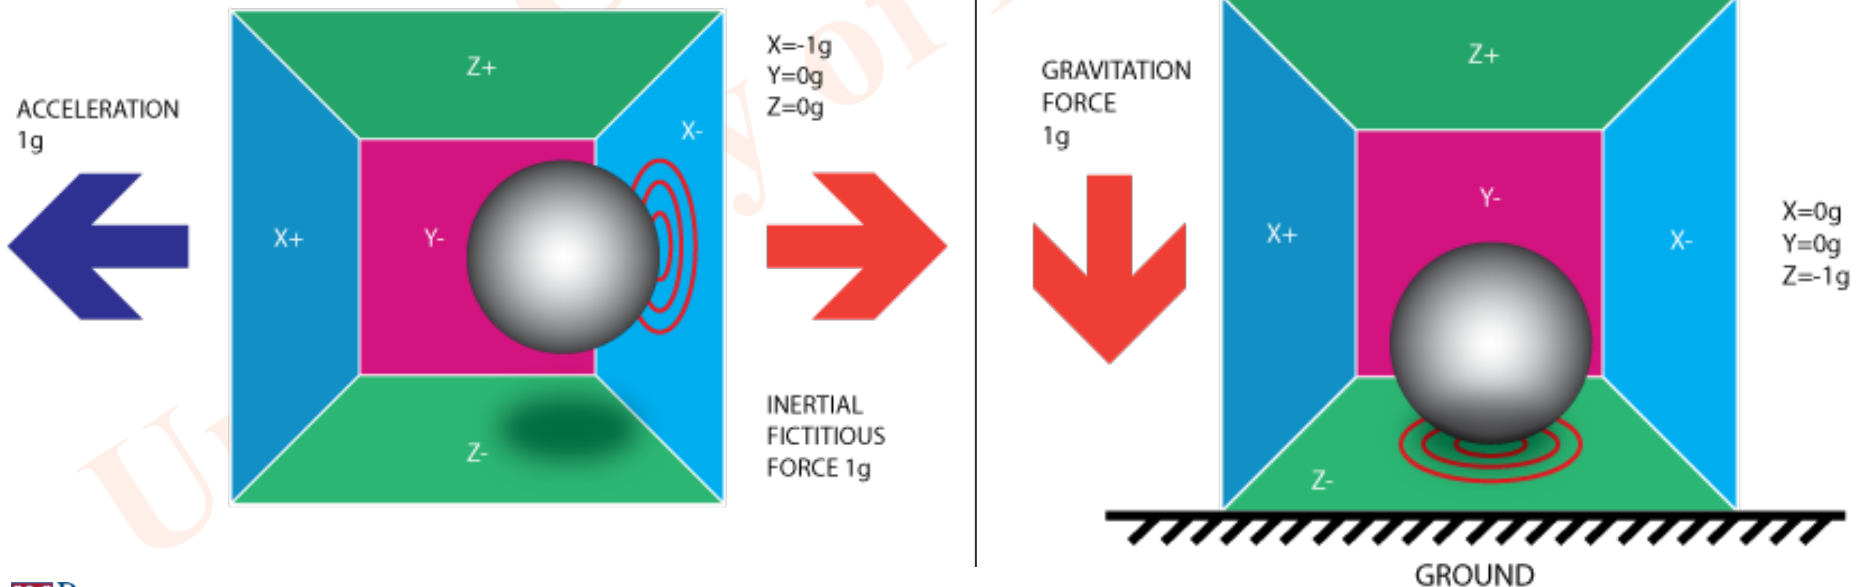 ACCELERATION
1g
Z+
X+
Y-
X-
Z-
X=-1g
Y=0g
Z=0g
INERTIAL
FICTITIOUS
FORCE 1g
GRAVITATION
FORCE
1g
Z+
X+
Y-
X-
Z-
X=0g
Y=0g
Z=-1g
GROUND